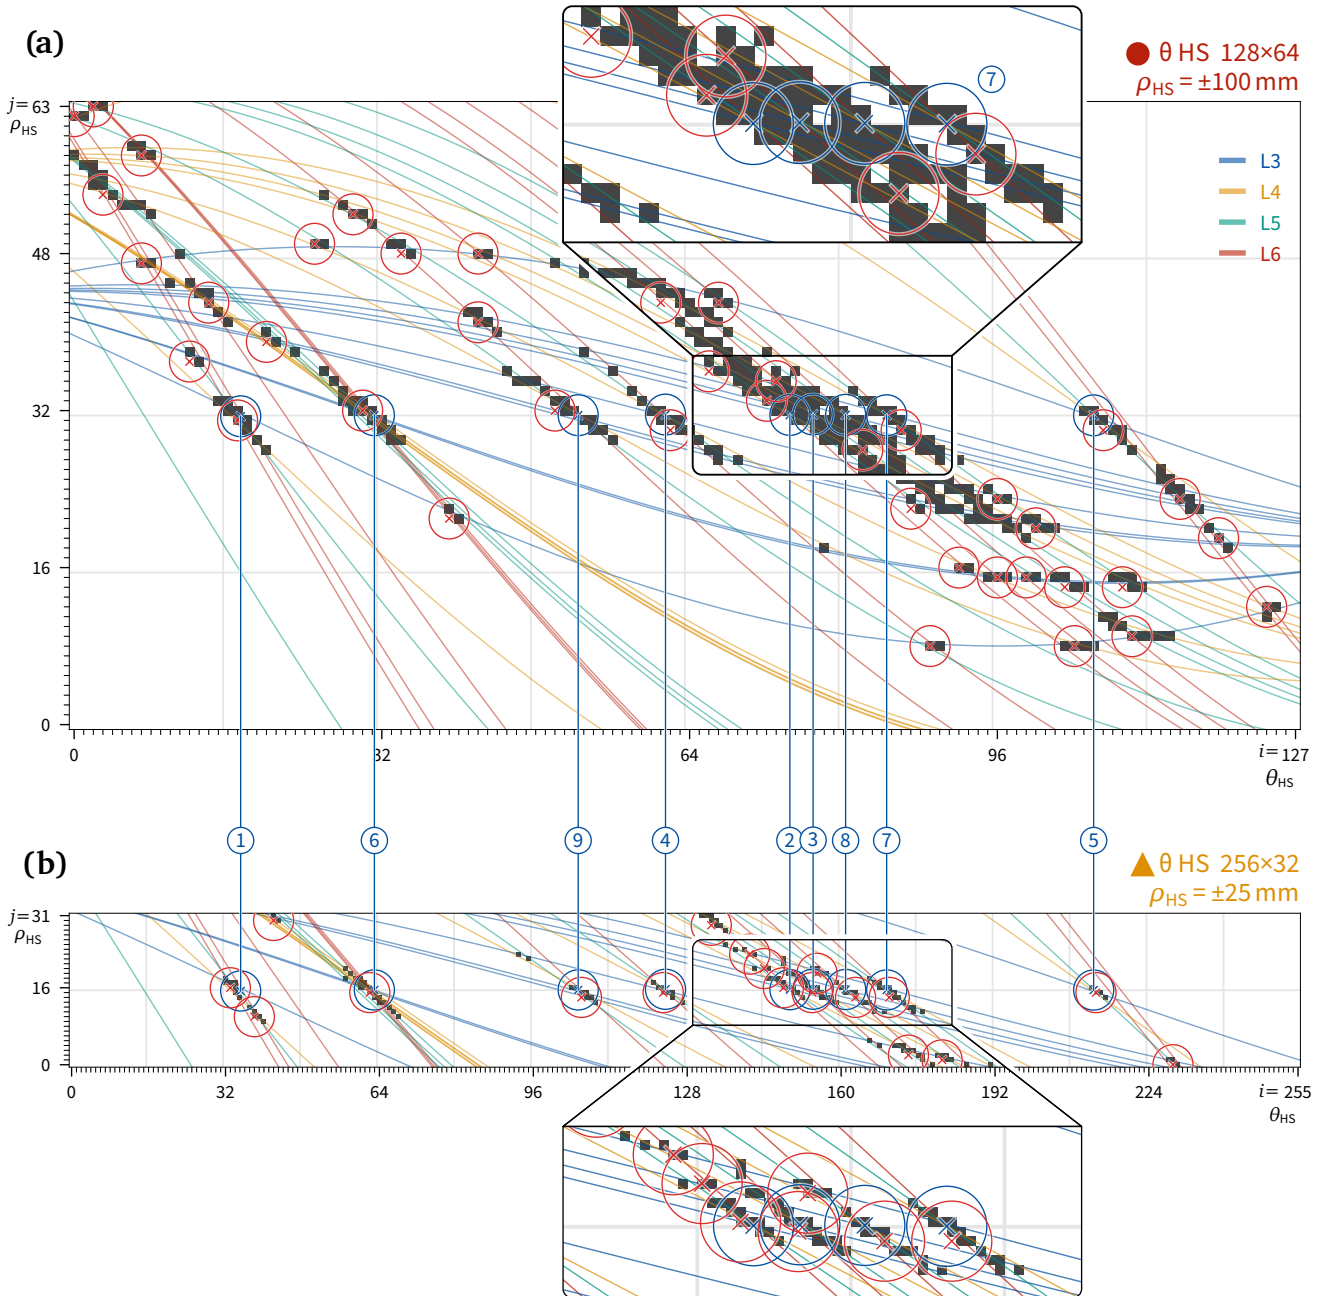 (a)
θ HS 128×64
ρHS = ±100 mm
⑦
j= 63
ρHS
48
32
16
0
L3
L4
L5
L6
0
32
64
96
i= 127
θHS
① ⑥ ⑨ ④ ② ③ ⑧ ⑦ ⑤
(b)
θ HS 256×32
ρHS = ±25 mm
j= 31
ρHS
16
0
0
32
64
96
128
160
192
224
i= 255
θHS